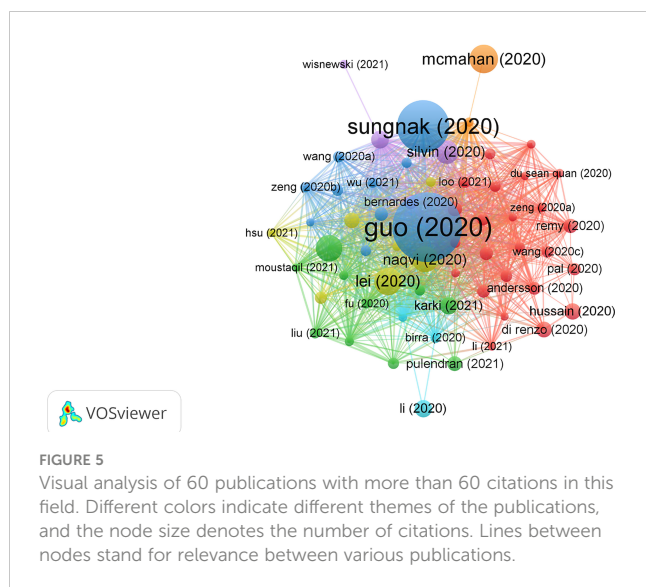 wisnewski (2021)
mcmahan (2020)
sungnak (2020)
wang (2020a)
silvin (2020)
du sean quan (2020)
zeng (2020b)
wu (2021)
loo (2021)
bernardes (2020)
zeng (2020a)
hsu (2021)
guo (2020)
remy (2020)
moustaqil (2021)
naqvi (2020)
wang (2020c)
pal (2020)
lei (2020)
andersson (2020)
fu (2020)
karki (2021)
hussain (2020)
liu (2021)
birra (2020)
li (2021)
di renzo (2020)
pulendran (2021)
li (2020)
VOSviewer
FIGURE 5
Visual analysis of 60 publications with more than 60 citations in this
field. Different colors indicate different themes of the publications,
and the node size denotes the number of citations. Lines between
nodes stand for relevance between various publications.